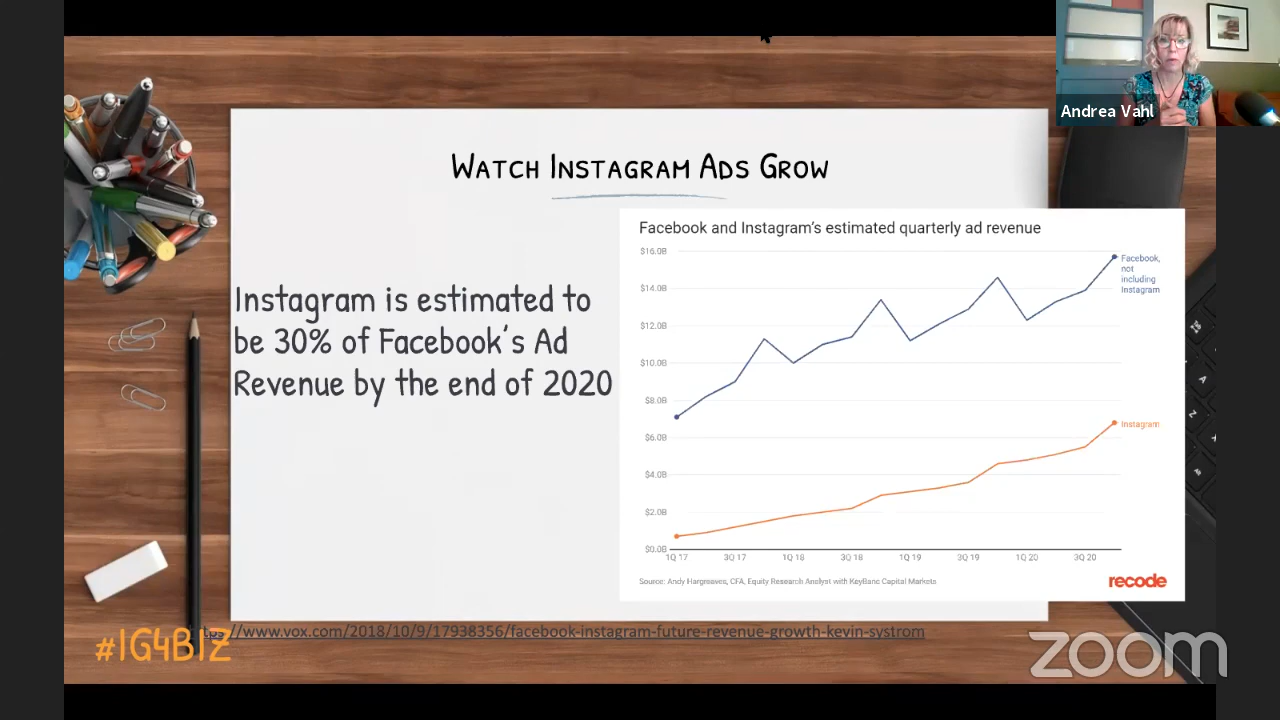 Andrea Vahl
WATCH INSTAGRAM ADS GROW
Instagram is estimated to
be 30% of Facebook's Ad
Revenue by the end of 2020
Facebook and Instagram's estimated quarterly ad revenue
$16.0B
$14.0B
$12.0B
$10.0B
$8.0B
$6.0B
$4.0B
$2.0B
$0.0B
Facebook,
not
including
Instagram
Instagram
1Q 17 3Q 17 1Q 18 3Q 18 1Q 19 3Q 19 1Q 20 3Q 20
Source: Andy Hargreaves, CFA, Equity Research Analyst with KeyBanc Capital Markets
recode
tps://www.vox.com/2018/10/9/17938356/facebook-instagram-future-revenue-growth-kevin-systrom
#IG4BIZ
zoom